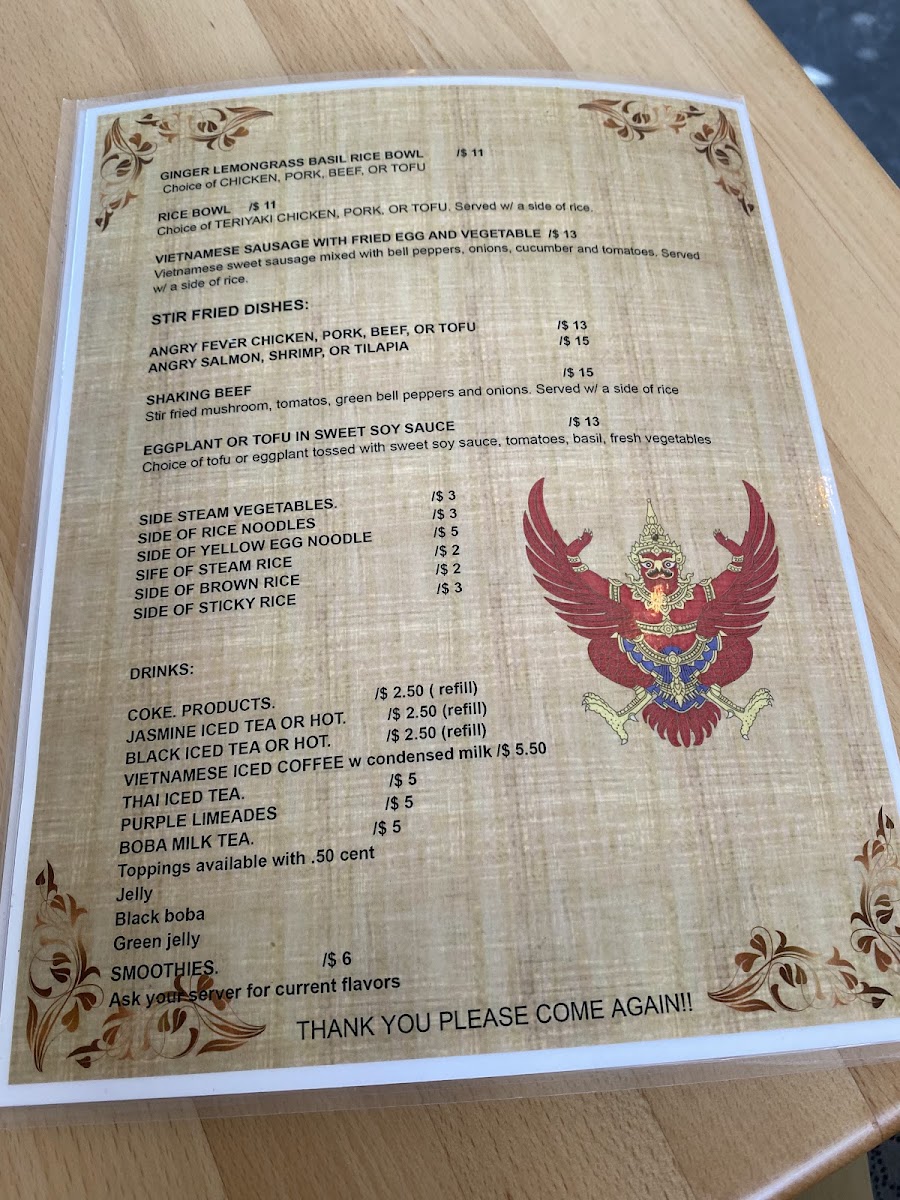 GINGER LEMONGRASS BASIL RICE BOWL /$ 11
Choice of CHICKEN, PORK, BEEF, OR TOFU
RICE BOWL /$ 11
Choice of TERIYAKI CHICKEN, PORK, OR TOFU. Served w/ a side of rice.
VIETNAMESE SAUSAGE WITH FRIED EGG AND VEGETABLE /$ 13
Vietnamese sweet sausage mixed with bell peppers, onions, cucumber and tomatoes. Served
w/ a side of rice.
STIR FRIED DISHES:
ANGRY FEVER CHICKEN, PORK, BEEF, OR TOFU /$ 13
ANGRY SALMON, SHRIMP, OR TILAPIA /$ 15
SHAKING BEEF /$ 15
Stir fried mushroom, tomatos, green bell peppers and onions. Served w/ a side of rice
EGGPLANT OR TOFU IN SWEET SOY SAUCE /$ 13
Choice of tofu or eggplant tossed with sweet soy sauce, tomatoes, basil, fresh vegetables
SIDE STEAM VEGETABLES. /$ 3
SIDE OF RICE NOODLES /$ 3
SIDE OF YELLOW EGG NOODLE /$ 5
SIFE OF STEAM RICE /$ 2
SIDE OF BROWN RICE /$ 2
SIDE OF STICKY RICE /$ 3
DRINKS:
COKE. PRODUCTS. /$ 2.50 ( refill)
JASMINE ICED TEA OR HOT. /$ 2.50 (refill)
BLACK ICED TEA OR HOT. /$ 2.50 (refill)
VIETNAMESE ICED COFFEE w condensed milk /$ 5.50
THAI ICED TEA. /$ 5
PURPLE LIMEADES /$ 5
BOBA MILK TEA. /$ 5
Toppings available with .50 cent
Jelly
Black boba
Green jelly
SMOOTHIES. /$ 6
Ask your server for current flavors
THANK YOU PLEASE COME AGAIN!!